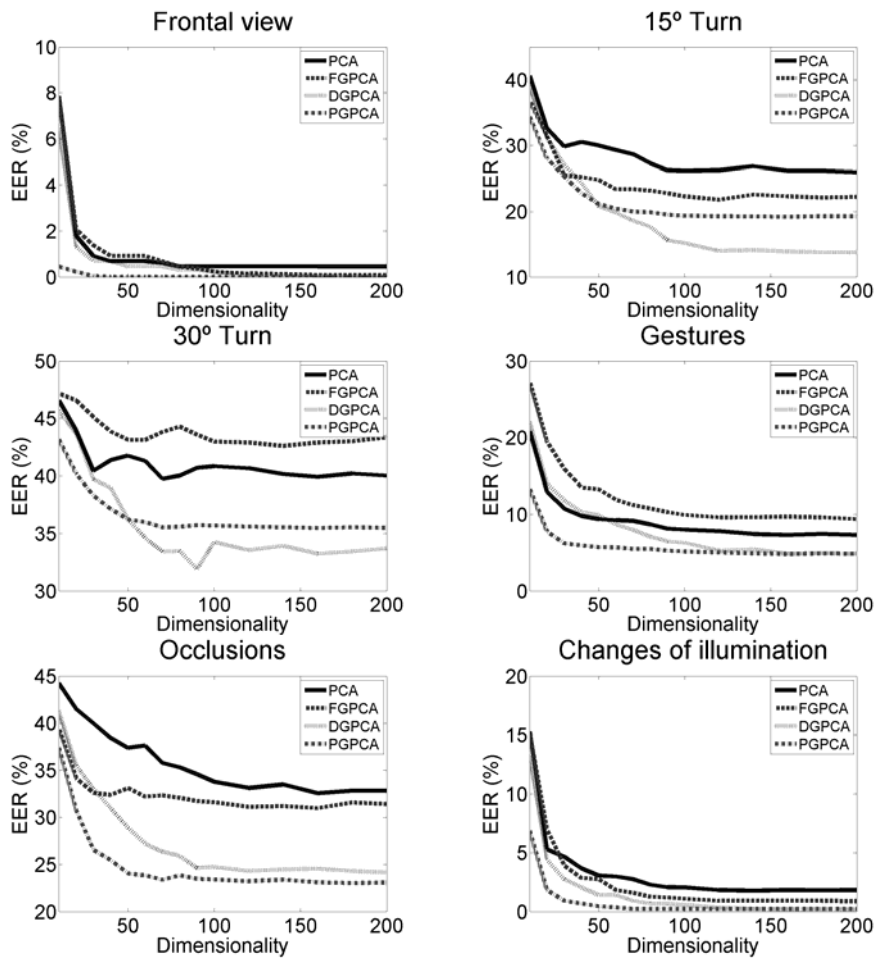 Frontal view
EER (%)
10
8
6
4
2
0
50
100
150
200
Dimensionality
PCA
FGPCA
DGPCA
PGPCA
15º Turn
EER (%)
40
30
20
10
50
100
150
200
Dimensionality
PCA
FGPCA
DGPCA
PGPCA
30º Turn
EER (%)
50
45
40
35
30
50
100
150
200
Dimensionality
PCA
FGPCA
DGPCA
PGPCA
Gestures
EER (%)
30
20
10
0
50
100
150
200
Dimensionality
PCA
FGPCA
DGPCA
PGPCA
Occlusions
EER (%)
45
40
35
30
25
20
50
100
150
200
Dimensionality
PCA
FGPCA
DGPCA
PGPCA
Changes of illumination
EER (%)
20
15
10
5
0
50
100
150
200
Dimensionality
PCA
FGPCA
DGPCA
PGPCA